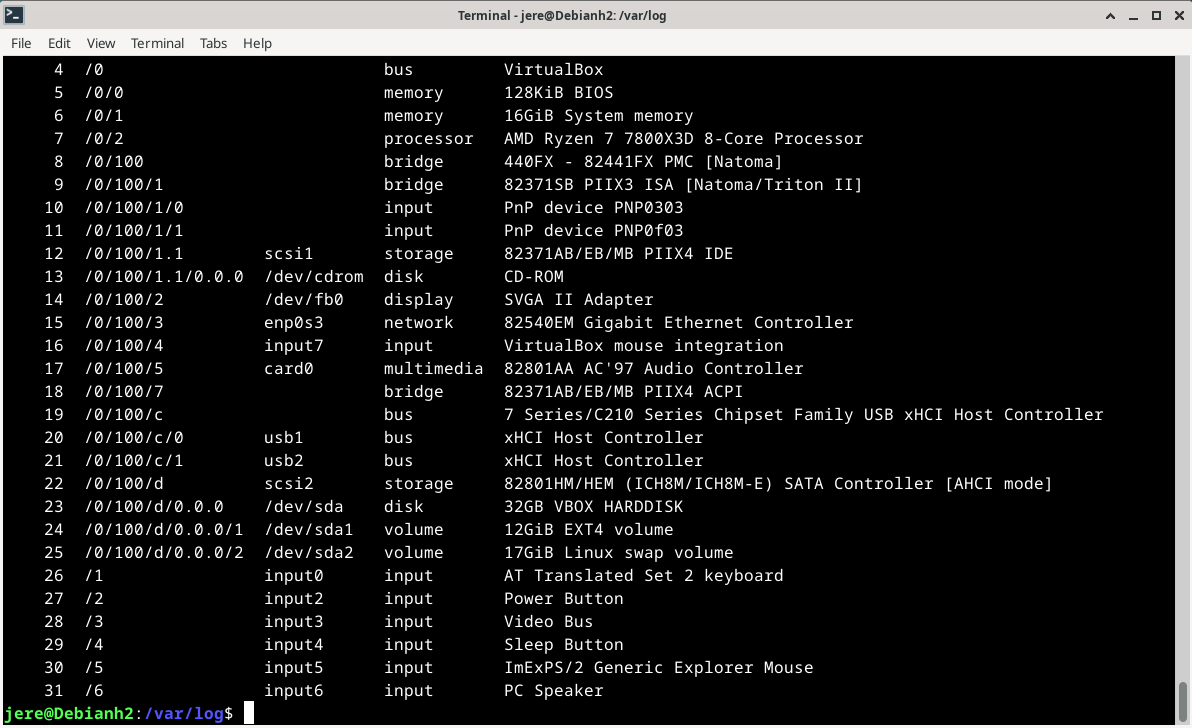 Terminal - jere@Debianh2: /var/log
File Edit View Terminal Tabs Help
4 /0 bus VirtualBox
5 /0/0 memory 128KiB BIOS
6 /0/1 memory 16GiB System memory
7 /0/2 processor AMD Ryzen 7 7800X3D 8-Core Processor
8 /0/100 bridge 440FX - 82441FX PMC [Natoma]
9 /0/100/1 bridge 82371SB PIIX3 ISA [Natoma/Triton II]
10 /0/100/1/0 input PnP device PNP0303
11 /0/100/1/1 input PnP device PNP0f03
12 /0/100/1.1 scsi1 storage 82371AB/EB/MB PIIX4 IDE
13 /0/100/1.1/0.0.0 /dev/cdrom disk CD-ROM
14 /0/100/2 /dev/fb0 display SVGA II Adapter
15 /0/100/3 enp0s3 network 82540EM Gigabit Ethernet Controller
16 /0/100/4 input7 input VirtualBox mouse integration
17 /0/100/5 card0 multimedia 82801AA AC'97 Audio Controller
18 /0/100/7 bridge 82371AB/EB/MB PIIX4 ACPI
19 /0/100/c bus 7 Series/C210 Series Chipset Family USB xHCI Host Controller
20 /0/100/c/0 usb1 bus xHCI Host Controller
21 /0/100/c/1 usb2 bus xHCI Host Controller
22 /0/100/d scsi2 storage 82801HM/HEM (ICH8M/ICH8M-E) SATA Controller [AHCI mode]
23 /0/100/d/0.0.0 /dev/sda disk 32GB VBOX HARDDISK
24 /0/100/d/0.0.0/1 /dev/sda1 volume 12GiB EXT4 volume
25 /0/100/d/0.0.0/2 /dev/sda2 volume 17GiB Linux swap volume
26 /1 input0 input AT Translated Set 2 keyboard
27 /2 input2 input Power Button
28 /3 input3 input Video Bus
29 /4 input4 input Sleep Button
30 /5 input5 input ImExPS/2 Generic Explorer Mouse
31 /6 input6 input PC Speaker
jere@Debianh2:/var/log$